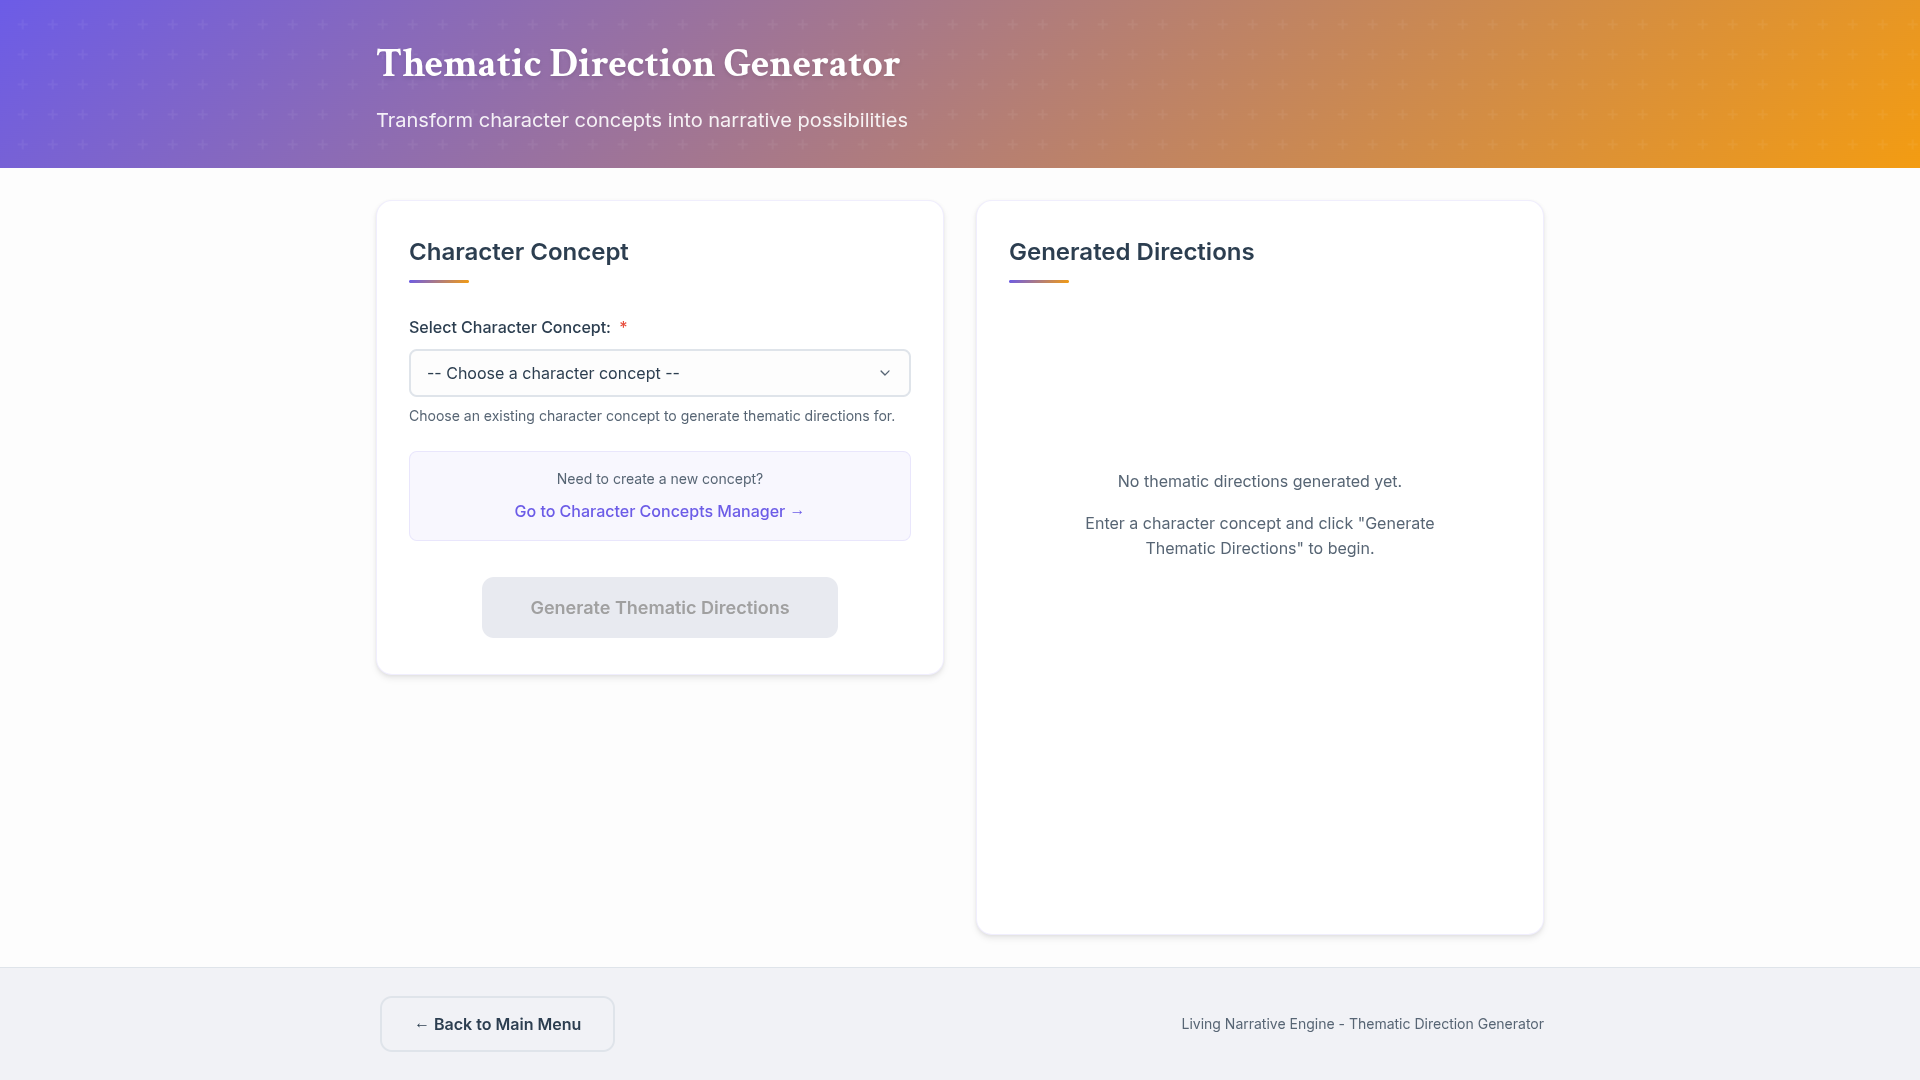 Thematic Direction Generator
Transform character concepts into narrative possibilities
Character Concept
Select Character Concept: *
-- Choose a character concept --
Choose an existing character concept to generate thematic directions for.
Need to create a new concept?
Go to Character Concepts Manager →
Generate Thematic Directions
Generated Directions
No thematic directions generated yet.
Enter a character concept and click "Generate
Thematic Directions" to begin.
← Back to Main Menu
Living Narrative Engine - Thematic Direction Generator